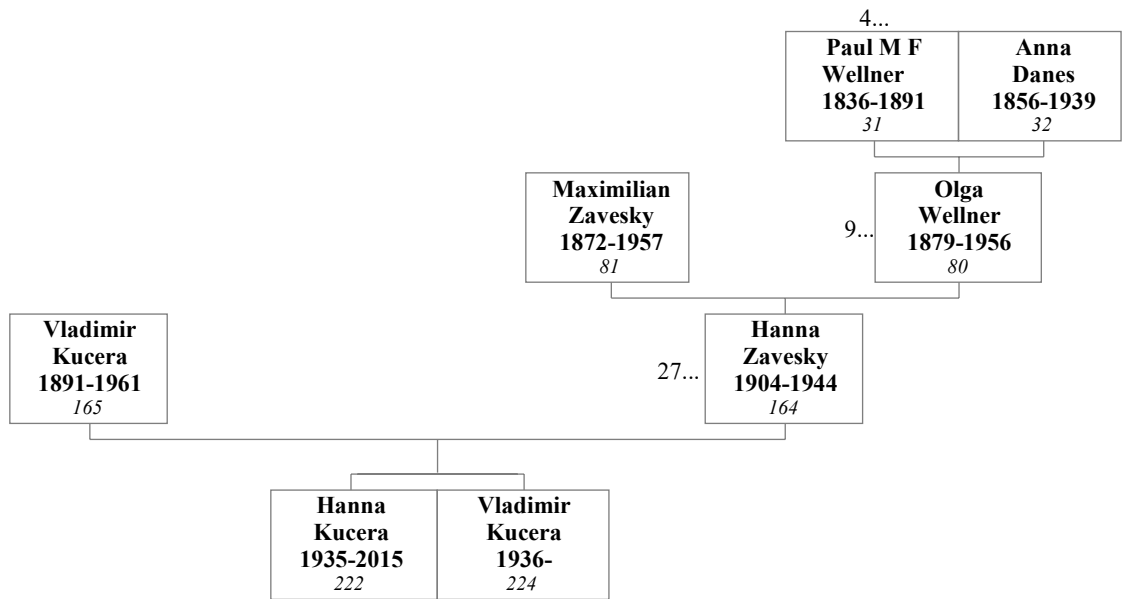 4...
Paul M F
Wellner
1836-1891
31
Anna
Danes
1856-1939
32
Maximilian
Zavesky
1872-1957
81
9...
Olga
Wellner
1879-1956
80
Vladimir
Kucera
1891-1961
165
27...
Hanna
Zavesky
1904-1944
164
Hanna
Kucera
1935-2015
222
Vladimir
Kucera
1936-
224